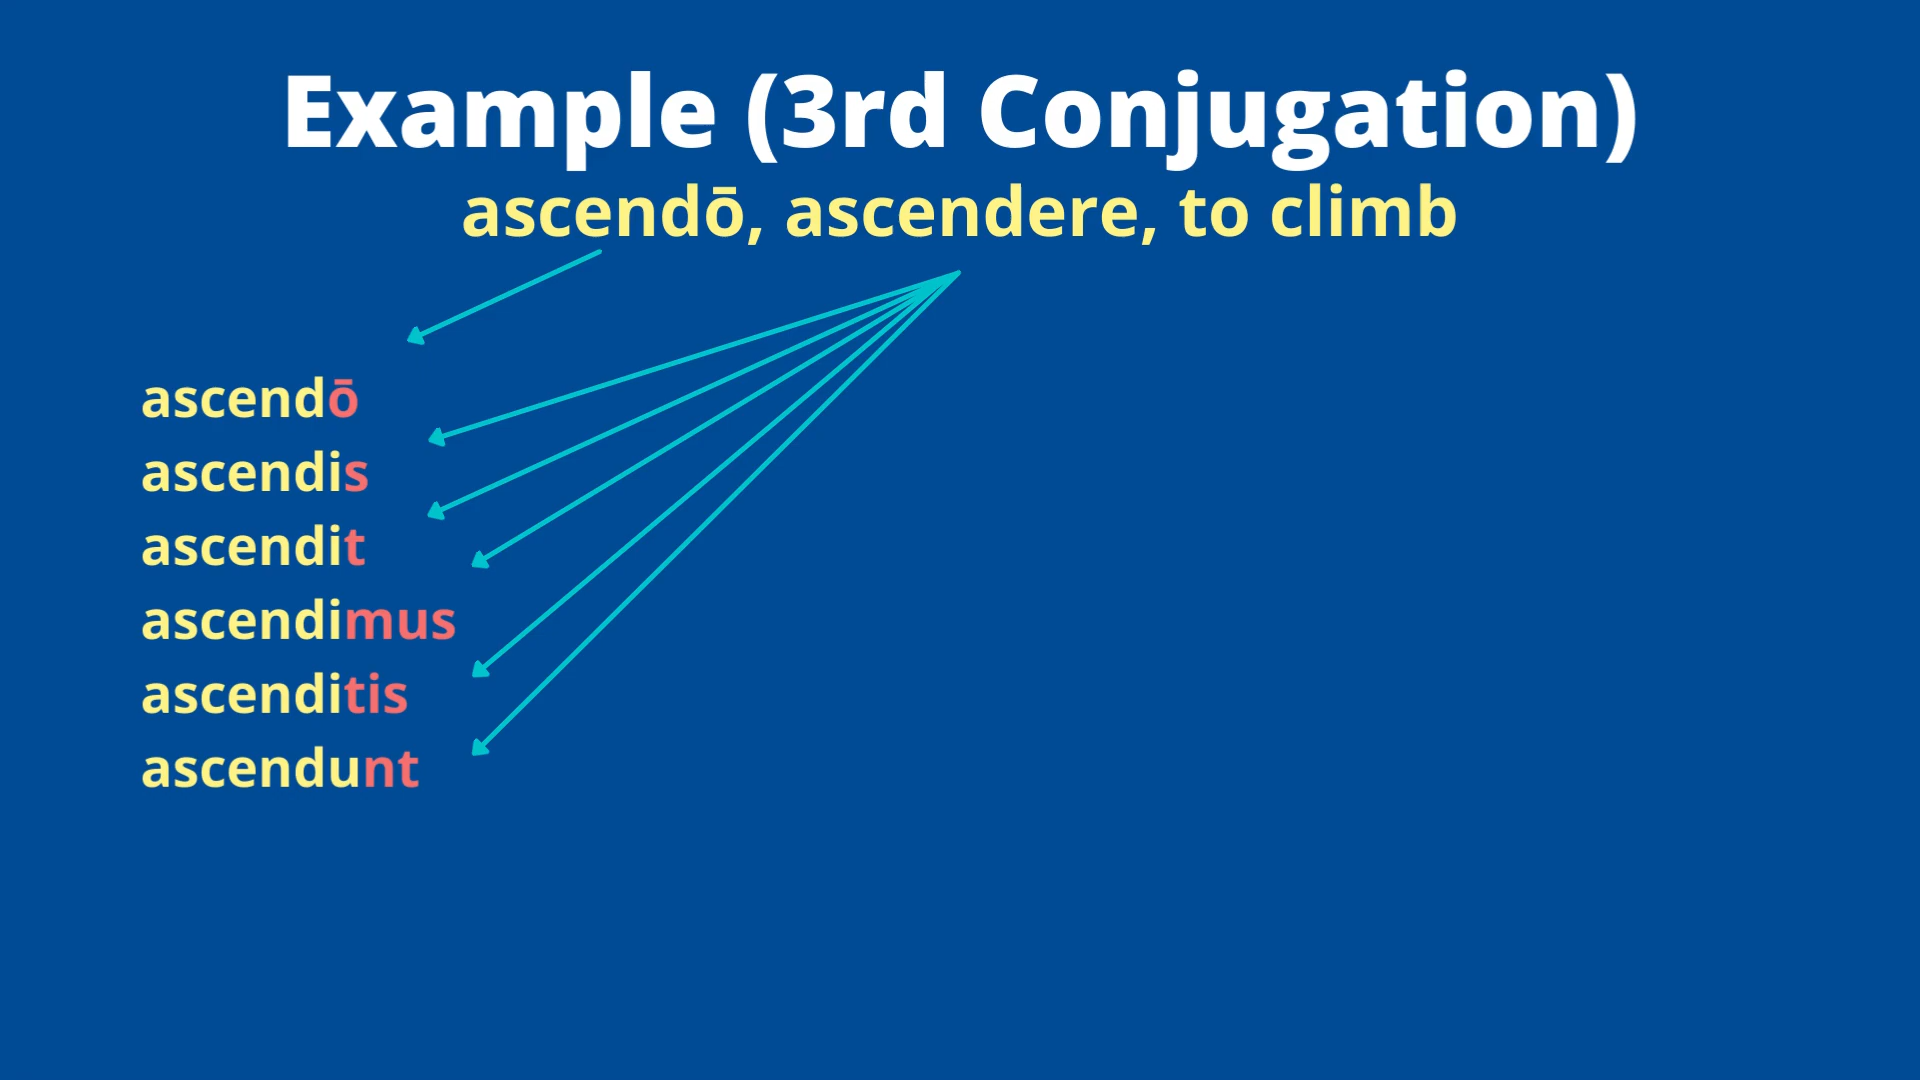 Example (3rd Conjugation)
ascendō, ascendere, to climb
ascendō
ascendis
ascendit
ascendimus
ascenditis
ascendunt